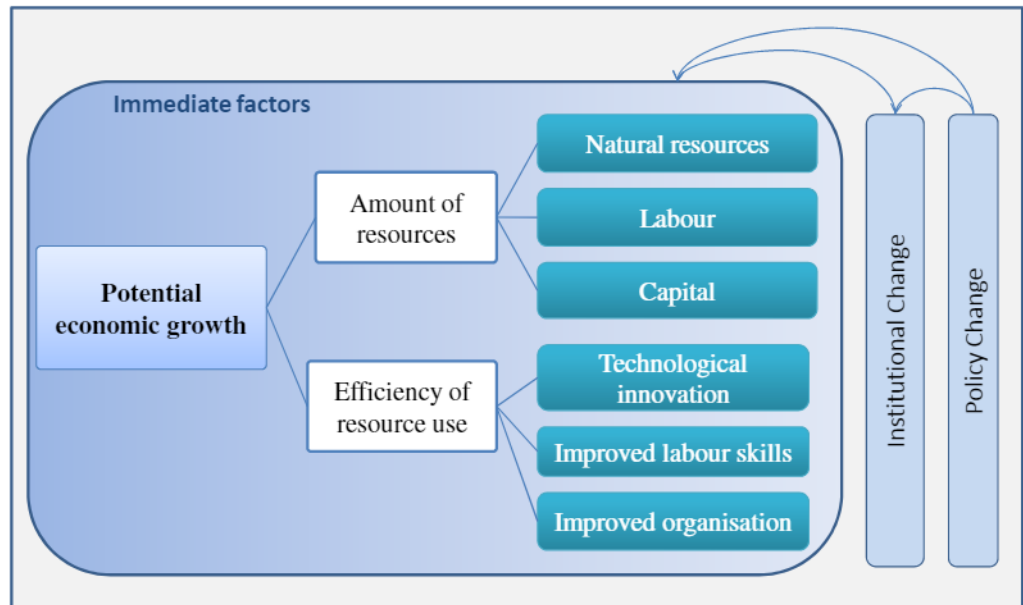 Immediate factors
Potential
economic growth
Amount of
resources
Natural resources
Labour
Capital
Efficiency of
resource use
Technological
innovation
Improved labour skills
Improved organisation
Institutional Change
Policy Change